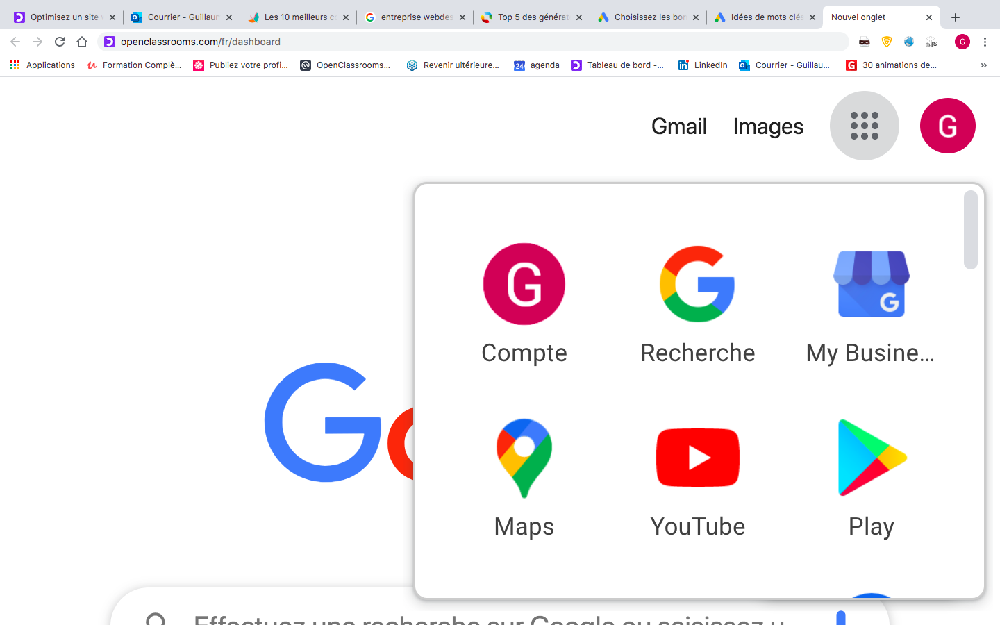 Optimisez un site
Courrier - Guillaun
Les 10 meilleurs co
entreprise webdes
Top 5 des générat
Choisissez les bon
Idées de mots clés
Nouvel onglet
openclassrooms.com/fr/dashboard
G
Applications
Formation Complè...
Publiez votre profi...
OpenClassrooms...
Revenir ultérieure...
24
agenda
Tableau de bord -...
LinkedIn
Courrier - Guillau...
G
30 animations de...
»
Gmail
Images
G
G
Compte
Recherche
G
My Busine...
Maps
YouTube
Play
Go
Effectuez une recherche sur Google ou saisissez u